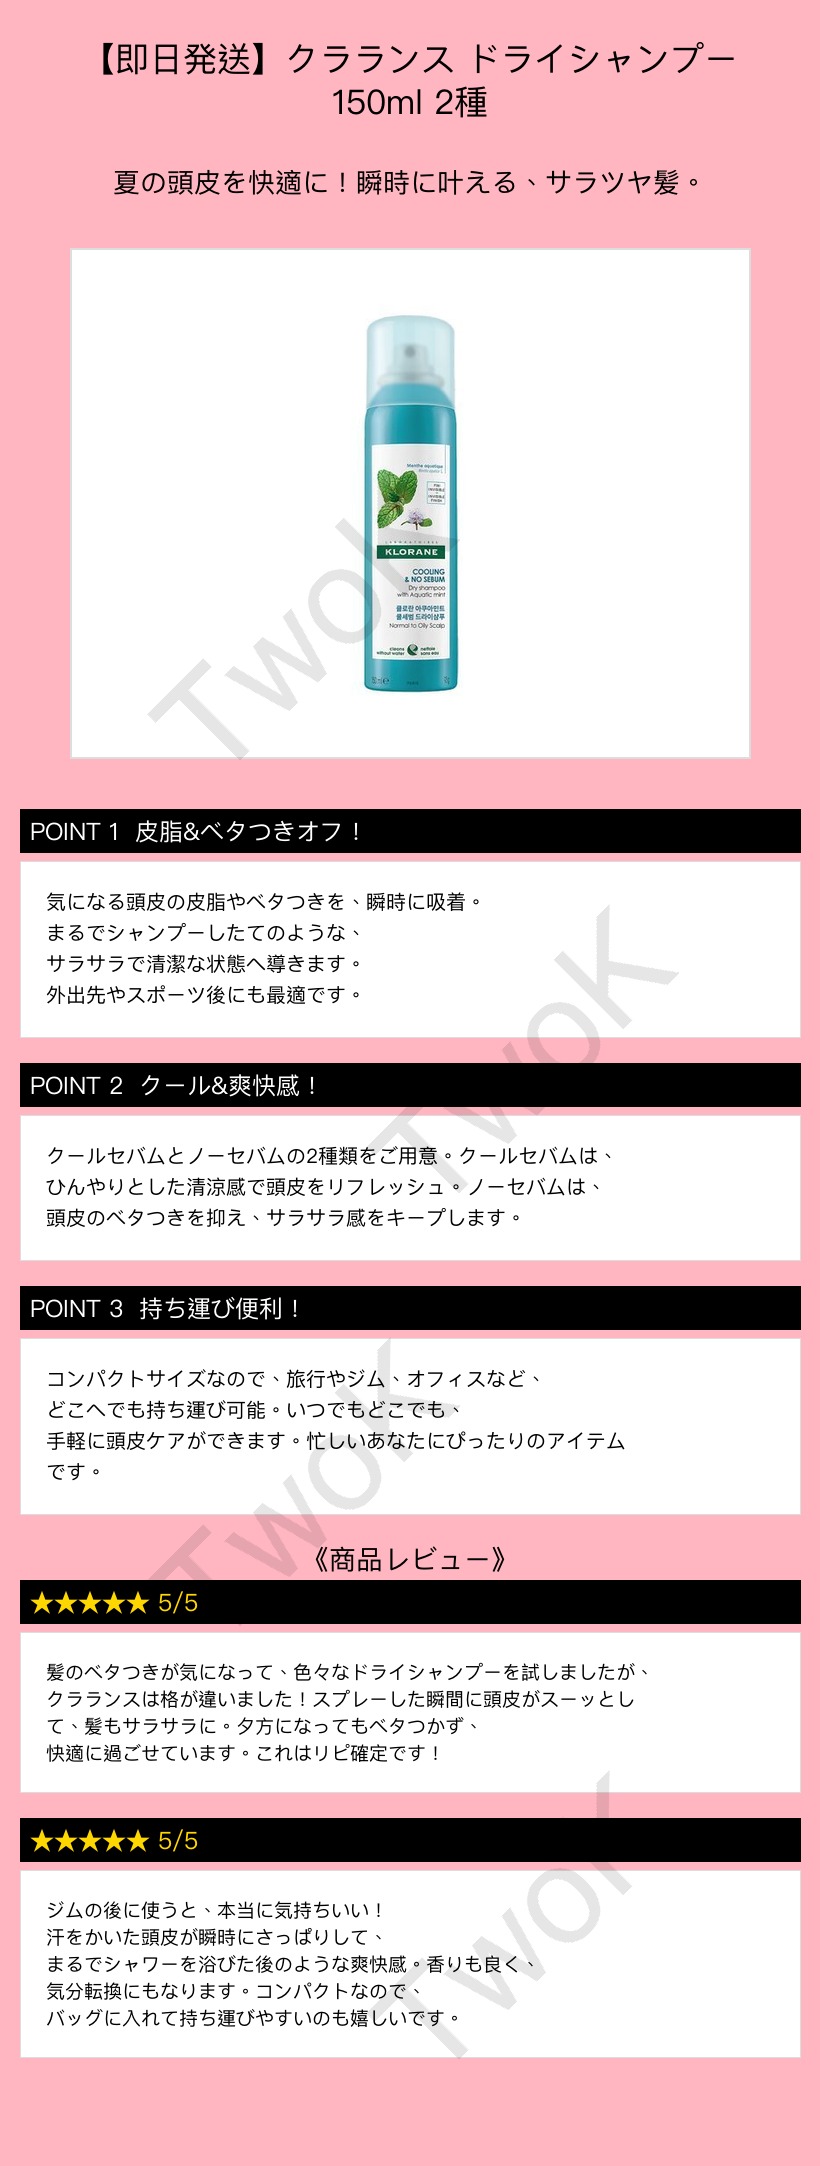 【即日発送】クラランス ドライシャンプー
150ml 2種
夏の頭皮を快適に！瞬時に叶える、サラツヤ髪。
Menthe aquatique
KLORANE
COOLING
& NO SEBUM
Dry shampoo
with Aquatic mint
클로란 아쿠아민트
쿨세범 드라이샴푸
Normal to Oily Scalp
cleans
without water
nettoie
sans eau
TwoK
POINT 1 皮脂&ベタつきオフ！
気になる頭皮の皮脂やベタつきを、瞬時に吸着。
まるでシャンプーしたてのような、
サラサラで清潔な状態へ導きます。
外出先やスポーツ後にも最適です。
TwoK
POINT 2 クール&爽快感！
クールセバムとノーセバムの2種類をご用意。クールセバムは、
ひんやりとした清涼感で頭皮をリフレッシュ。ノーセバムは、
頭皮のベタつきを抑え、サラサラ感をキープします。
POINT 3 持ち運び便利！
コンパクトサイズなので、旅行やジム、オフィスなど、
どこへでも持ち運び可能。いつでもどこでも、
手軽に頭皮ケアができます。忙しいあなたにぴったりのアイテム
です。
TwoK
《商品レビュー》
★★★★★ 5/5
髪のベタつきが気になって、色々なドライシャンプーを試しましたが、
クラランスは格が違いました！スプレーした瞬間に頭皮がスーッとし
て、髪もサラサラに。夕方になってもベタつかず、
快適に過ごせています。これはリピ確定です！
★★★★★ 5/5
ジムの後に使うと、本当に気持ちいい！
汗をかいた頭皮が瞬時にさっぱりして、
まるでシャワーを浴びた後のような爽快感。香りも良く、
気分転換にもなります。コンパクトなので、
バッグに入れて持ち運びやすいのも嬉しいです。
TwoK